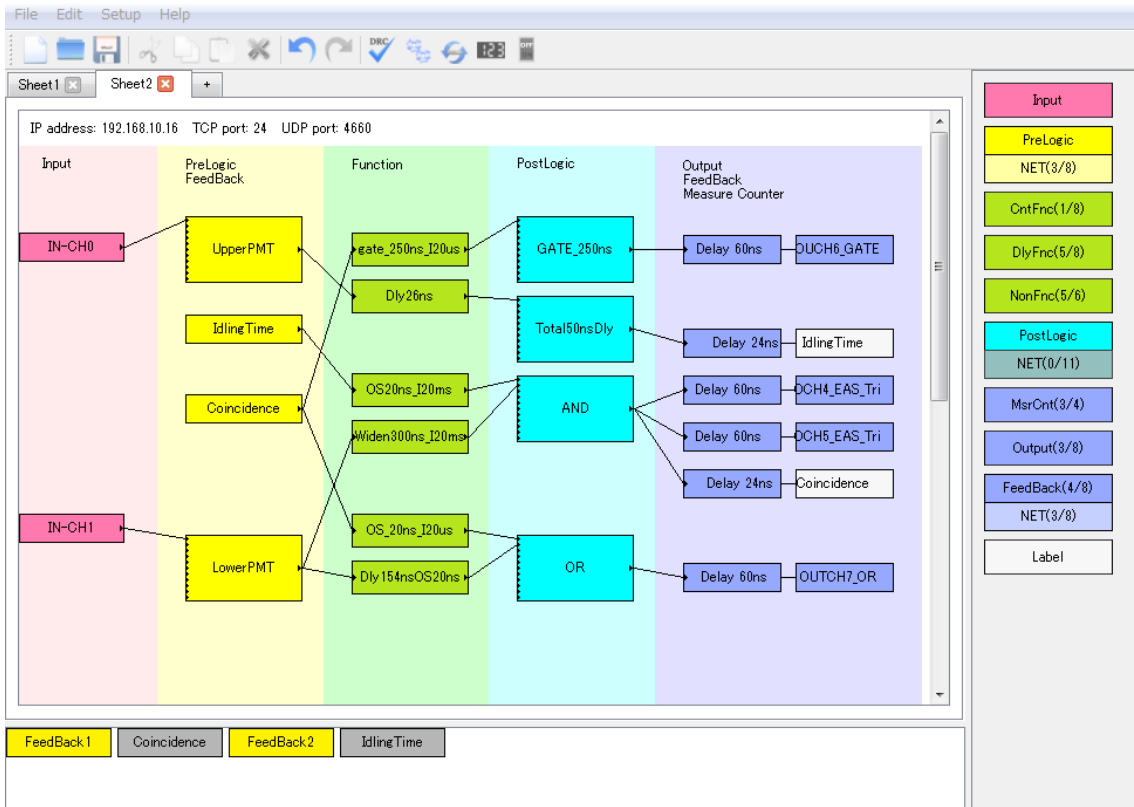 File Edit Setup Help
DRC
123
OFF
Sheet1
Sheet2
+
IP address: 192.168.10.16 TCP port: 24 UDP port: 4660
Input
PreLogic
FeedBack
Function
PostLogic
Output
FeedBack
Measure Counter
IN-CH0
UpperPMT
gate_250ns_I20us
GATE_250ns
Delay 60ns
OUCH6_GATE
Dly26ns
IdlingTime
Total50nsDly
Delay 24ns
IdlingTime
OS20ns_I20ms
Delay 60ns
OCH4_EAS_Tri
Coincidence
AND
Widen300ns_I20ms
Delay 60ns
OCH5_EAS_Tri
Delay 24ns
Coincidence
IN-CH1
OS_20ns_I20us
LowerPMT
OR
Dly154nsOS20ns
Delay 60ns
OUTCH7_OR
Input
PreLogic
NET(3/8)
CntFnc(1/8)
DlyFnc(5/8)
NonFnc(5/6)
PostLogic
NET(0/11)
MsrCnt(3/4)
Output(3/8)
FeedBack(4/8)
NET(3/8)
Label
FeedBack1
Coincidence
FeedBack2
IdlingTime